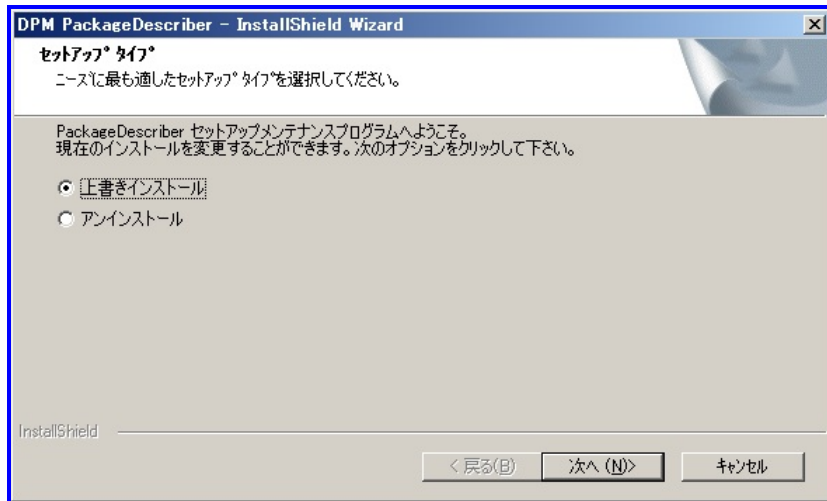 DPM PackageDescriber - InstallShield Wizard
ｾｯﾄｱｯﾌﾟ ﾀｲﾌﾟ
ニーズに最も適したｾｯﾄｱｯﾌﾟ ﾀｲﾌﾟを選択してください。
PackageDescriber セットアップメンテナンスプログラムへようこそ。
現在のインストールを変更することができます。次のオプションをクリックして下さい。
上書きインストール
アンインストール
InstallShield
< 戻る(B)
次へ (N)>
ｷｬﾝｾﾙ